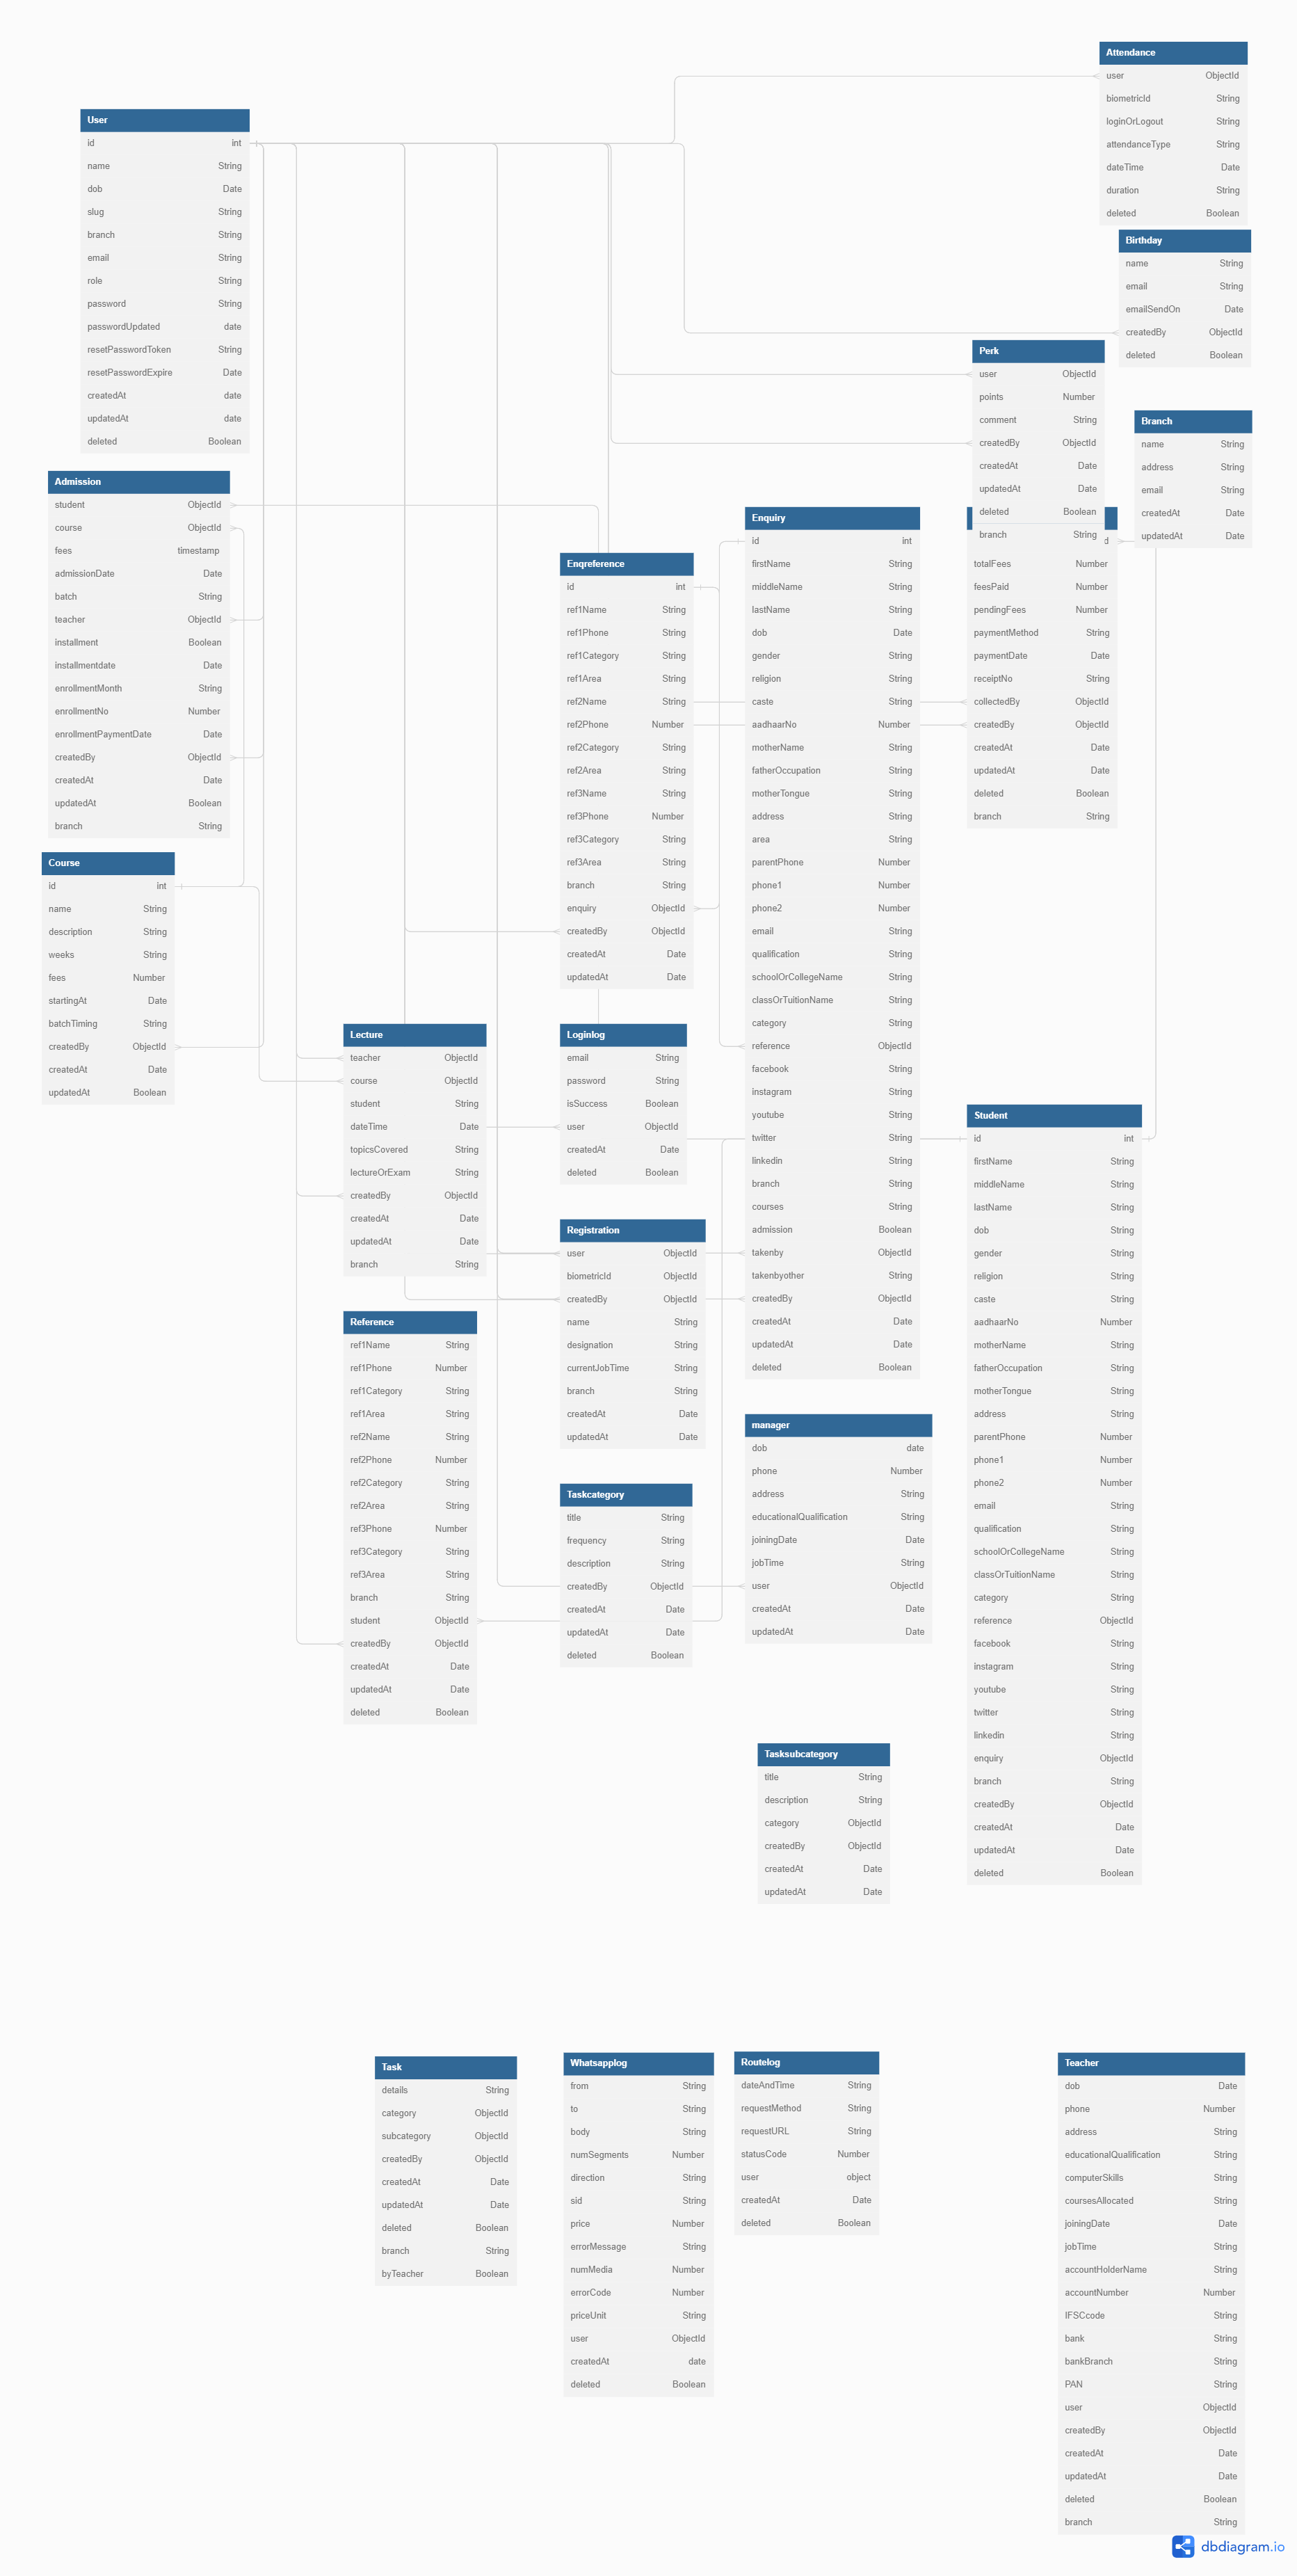 Attendance
user ObjectId
biometricId String
loginOrLogout String
attendanceType String
dateTime Date
duration String
deleted Boolean
User
id int
name String
dob Date
slug String
branch String
email String
role String
password String
passwordUpdated date
resetPasswordToken String
resetPasswordExpire Date
createdAt date
updatedAt date
deleted Boolean
Birthday
name String
email String
emailSendOn Date
createdBy ObjectId
deleted Boolean
Perk
user ObjectId
points Number
comment String
createdBy ObjectId
createdAt Date
updatedAt Date
deleted Boolean
branch String
Branch
name String
address String
email String
createdAt Date
updatedAt Date
Admission
student ObjectId
course ObjectId
fees timestamp
admissionDate Date
batch String
teacher ObjectId
installment Boolean
installmentdate Date
enrollmentMonth String
enrollmentNo Number
enrollmentPaymentDate Date
createdBy ObjectId
createdAt Date
updatedAt Boolean
branch String
Enqreference
id int
ref1Name String
ref1Phone String
ref1Category String
ref1Area String
ref2Name String
ref2Phone Number
ref2Category String
ref2Area String
ref3Name String
ref3Phone Number
ref3Category String
ref3Area String
branch String
enquiry ObjectId
createdBy ObjectId
createdAt Date
updatedAt Date
Enquiry
id int
firstName String
middleName String
lastName String
dob Date
gender String
religion String
caste String
aadhaarNo Number
motherName String
fatherOccupation String
motherTongue String
address String
area String
parentPhone Number
phone1 Number
phone2 Number
email String
qualification String
schoolOrCollegeName String
classOrTuitionName String
category String
reference ObjectId
facebook String
instagram String
youtube String
twitter String
linkedin String
branch String
courses String
admission Boolean
takenby ObjectId
takenbyother String
createdBy ObjectId
createdAt Date
updatedAt Date
deleted Boolean
d
totalFees Number
feesPaid Number
pendingFees Number
paymentMethod String
paymentDate Date
receiptNo String
collectedBy ObjectId
createdBy ObjectId
createdAt Date
updatedAt Date
deleted Boolean
branch String
Course
id int
name String
description String
weeks String
fees Number
startingAt Date
batchTiming String
createdBy ObjectId
createdAt Date
updatedAt Boolean
Lecture
teacher ObjectId
course ObjectId
student String
dateTime Date
topicsCovered String
lectureOrExam String
createdBy ObjectId
createdAt Date
updatedAt Date
branch String
Loginlog
email String
password String
isSuccess Boolean
user ObjectId
createdAt Date
deleted Boolean
Registration
user ObjectId
biometricId ObjectId
createdBy ObjectId
name String
designation String
currentJobTime String
branch String
createdAt Date
updatedAt Date
Student
id int
firstName String
middleName String
lastName String
dob String
gender String
religion String
caste String
aadhaarNo Number
motherName String
fatherOccupation String
motherTongue String
address String
parentPhone Number
phone1 Number
phone2 Number
email String
qualification String
schoolOrCollegeName String
classOrTuitionName String
category String
reference ObjectId
facebook String
instagram String
youtube String
twitter String
linkedin String
enquiry ObjectId
branch String
createdBy ObjectId
createdAt Date
updatedAt Date
deleted Boolean
Reference
ref1Name String
ref1Phone Number
ref1Category String
ref1Area String
ref2Name String
ref2Phone Number
ref2Category String
ref2Area String
ref3Phone Number
ref3Category String
ref3Area String
branch String
student ObjectId
createdBy ObjectId
createdAt Date
updatedAt Date
deleted Boolean
manager
dob date
phone Number
address String
educationalQualification String
joiningDate Date
jobTime String
user ObjectId
createdAt Date
updatedAt Date
Taskcategory
title String
frequency String
description String
createdBy ObjectId
createdAt Date
updatedAt Date
deleted Boolean
Tasksubcategory
title String
description String
category ObjectId
createdBy ObjectId
createdAt Date
updatedAt Date
Task
details String
category ObjectId
subcategory ObjectId
createdBy ObjectId
createdAt Date
updatedAt Date
deleted Boolean
branch String
byTeacher Boolean
Whatsapplog
from String
to String
body String
numSegments Number
direction String
sid String
price Number
errorMessage String
numMedia Number
errorCode Number
priceUnit String
user ObjectId
createdAt date
deleted Boolean
Routelog
dateAndTime String
requestMethod String
requestURL String
statusCode Number
user object
createdAt Date
deleted Boolean
Teacher
dob Date
phone Number
address String
educationalQualification String
computerSkills String
coursesAllocated String
joiningDate Date
jobTime String
accountHolderName String
accountNumber Number
IFSCcode String
bank String
bankBranch String
PAN String
user ObjectId
createdBy ObjectId
createdAt Date
updatedAt Date
deleted Boolean
branch String
dbdiagram.io